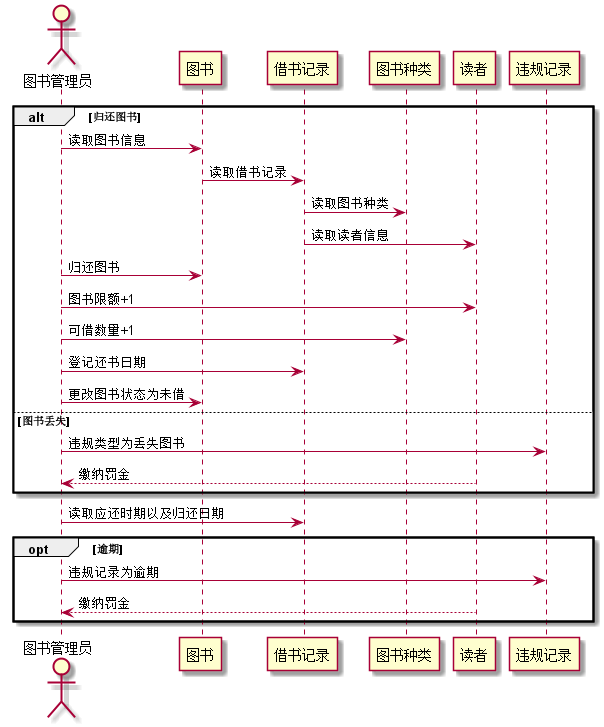 图书管理员
图书
借书记录
图书种类
读者
违规记录
alt [归还图书]
读取图书信息
读取借书记录
读取图书种类
读取读者信息
归还图书
图书限额+1
可借数量+1
登记还书日期
更改图书状态为未借
[图书丢失]
违规类型为丢失图书
缴纳罚金
读取应还时期以及归还日期
opt [逾期]
违规记录为逾期
缴纳罚金
图书管理员
图书
借书记录
图书种类
读者
违规记录